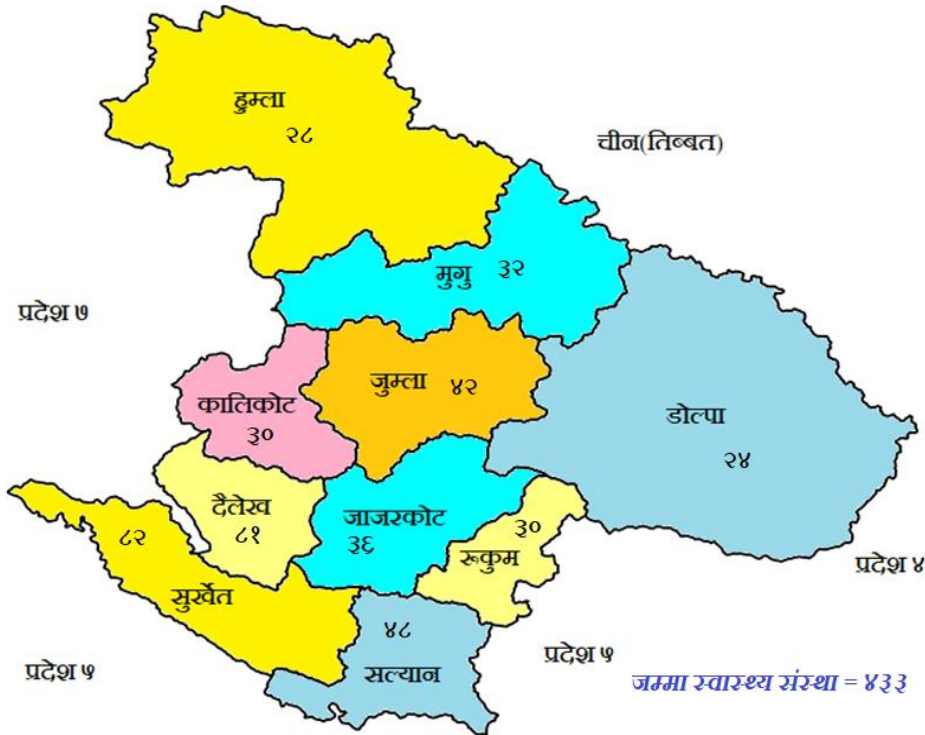 हुम्ला
२८
चीन(तिब्बत)
मुगु ३२
प्रदेश ७
जुम्ला ४२
कालिकोट
३०
डोल्पा
२४
दैलेख
८१
जाजरकोट
३६
३०
रूकुम
८२
सुर्खेत
प्रदेश ४
४८
सल्यान
प्रदेश ५
प्रदेश ५
जम्मा स्वास्थ्य संस्था = ४३३